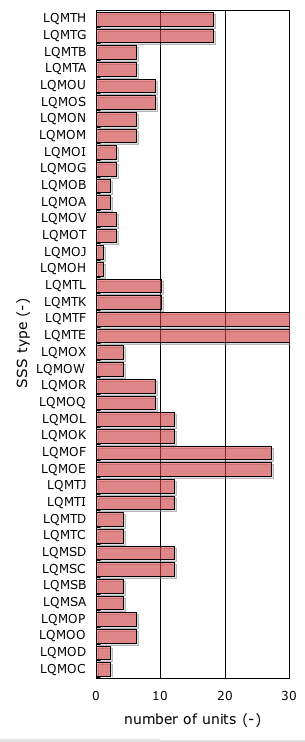 LQMTH
LQMTG
LQMTB
LQMTA
LQMOU
LQMOS
LQMON
LQMOM
LQMOI
LQMOG
LQMOB
LQMOA
LQMOV
LQMOT
LQMOJ
LQMOH
LQMTL
LQMTK
LQMTF
LQMTE
LQMOX
LQMOW
LQMOR
LQMOQ
LQMOL
LQMOK
LQMOF
LQMOE
LQMTJ
LQMTI
LQMTD
LQMTC
LQMSD
LQMSC
LQMSB
LQMSA
LQMOP
LQMOO
LQMOD
LQMOC
SSS type (-)
0 10 20 30
number of units (-)